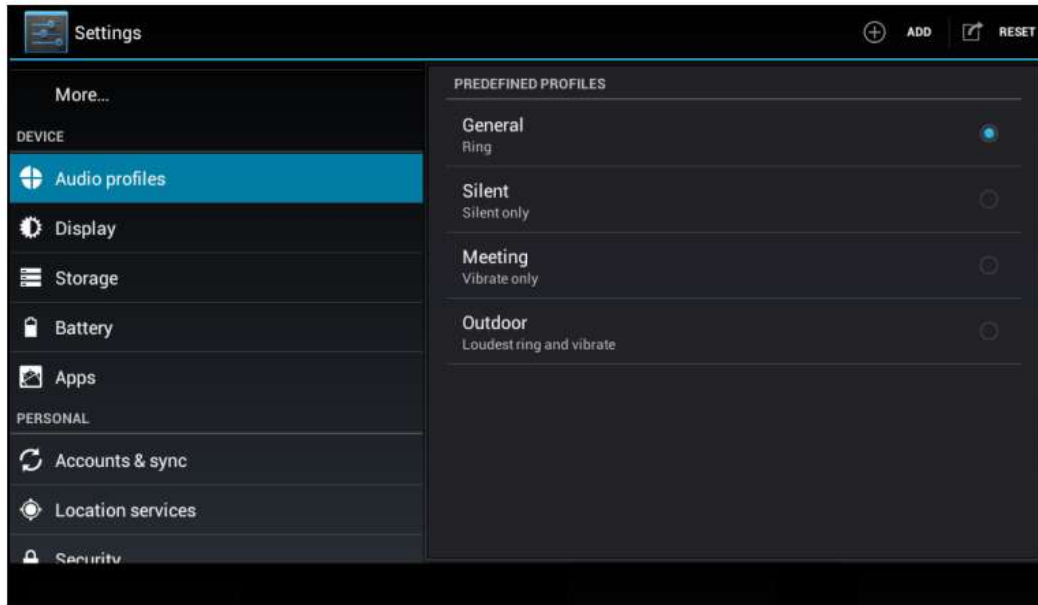 Settings
ADD
RESET
More...
DEVICE
Audio profiles
Display
Storage
Battery
Apps
PERSONAL
Accounts & sync
Location services
Security
PREDEFINED PROFILES
General
Ring
Silent
Silent only
Meeting
Vibrate only
Outdoor
Loudest ring and vibrate